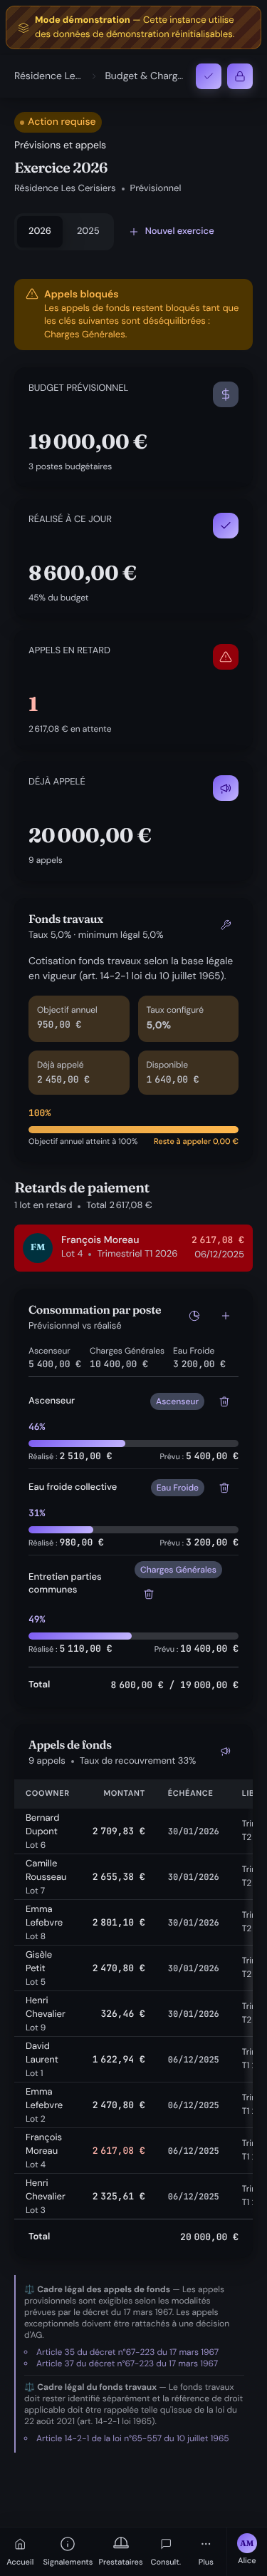 Mode démonstration — Cette instance utilise
des données de démonstration réinitialisables.
Résidence Le... > Budget & Charg...
Action requise
Prévisions et appels
Exercice 2026
Résidence Les Cerisiers • Prévisionnel
2026 2025 + Nouvel exercice
Appels bloqués
Les appels de fonds restent bloqués tant que
les clés suivantes sont déséquilibrées :
Charges Générales.
BUDGET PRÉVISIONNEL
19 000,00 €
3 postes budgétaires
RÉALISÉ À CE JOUR
8 600,00 €
45% du budget
APPELS EN RETARD
1
2 617,08 € en attente
DÉJÀ APPELÉ
20 000,00 €
9 appels
Fonds travaux
Taux 5,0% · minimum légal 5,0%
Cotisation fonds travaux selon la base légale
en vigueur (art. 14-2-1 loi du 10 juillet 1965).
Objectif annuel Taux configuré
950,00 € 5,0%
Déjà appelé Disponible
2 450,00 € 1 640,00 €
100%
Objectif annuel atteint à 100% Reste à appeler 0,00 €
Retards de paiement
1 lot en retard • Total 2 617,08 €
FM François Moreau 2 617,08 €
Lot 4 • Trimestriel T1 2026 06/12/2025
Consommation par poste
Prévisionnel vs réalisé
Ascenseur Charges Générales Eau Froide
5 400,00 € 10 400,00 € 3 200,00 €
Ascenseur Ascenseur
46%
Réalisé : 2 510,00 € Prévu : 5 400,00 €
Eau froide collective Eau Froide
31%
Réalisé : 980,00 € Prévu : 3 200,00 €
Entretien parties Charges Générales
communes
49%
Réalisé : 5 110,00 € Prévu : 10 400,00 €
Total 8 600,00 € / 19 000,00 €
Appels de fonds
9 appels • Taux de recouvrement 33%
COOWNER MONTANT ÉCHÉANCE LIE
Bernard Dupont Lot 6 2 709,83 € 30/01/2026 Trin T2
Camille Rousseau Lot 7 2 655,38 € 30/01/2026 Trin T2
Emma Lefebvre Lot 8 2 801,10 € 30/01/2026 Trin T2
Gisèle Petit Lot 5 2 470,80 € 30/01/2026 Trin T2
Henri Chevalier Lot 9 326,46 € 30/01/2026 Trin T2
David Laurent Lot 1 1 622,94 € 06/12/2025 Trin T1
Emma Lefebvre Lot 2 2 470,80 € 06/12/2025 Trin T1
François Moreau Lot 4 2 617,08 € 06/12/2025 Trin T1
Henri Chevalier Lot 3 2 325,61 € 06/12/2025 Trin T1
Total 20 000,00 €
⚖️ Cadre légal des appels de fonds — Les appels
provisionnels sont exigibles selon les modalités
prévues par le décret du 17 mars 1967. Les appels
exceptionnels doivent être rattachés à une décision
d'AG.
Article 35 du décret n°67-223 du 17 mars 1967
Article 37 du décret n°67-223 du 17 mars 1967
⚖️ Cadre légal du fonds travaux — Le fonds travaux
doit rester identifié séparément et la référence de droit
applicable doit être rappelée telle qu'issue de la loi du
22 août 2021 (art. 14-2-1 loi 1965).
Article 14-2-1 de la loi n°65-557 du 10 juillet 1965
AM
Accueil Signalements Prestataires Consult. Plus Alice